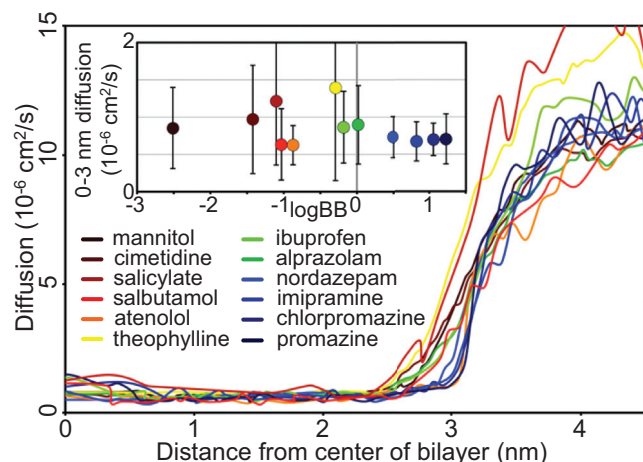 15
10
5
0
Diffusion (10-6 cm2/s)
2
0
0-3 nm diffusion
(10-6 cm2/s)
-3
-2
-1
0
1
logBB
mannitol
cimetidine
salicylate
salbutamol
atenolol
theophylline
ibuprofen
alprazolam
nordazepam
imipramine
chlorpromazine
promazine
0
1
2
3
4
Distance from center of bilayer (nm)